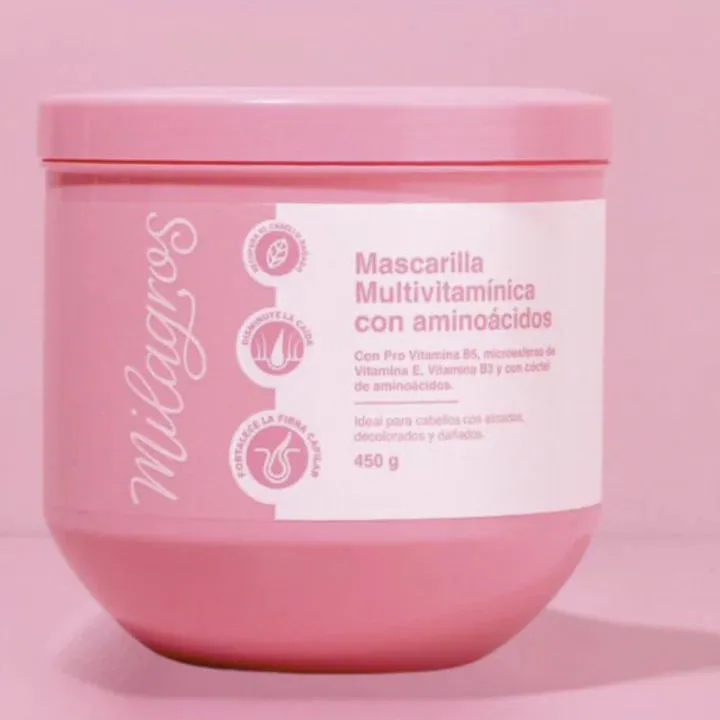 Milagros
DISMINUYE LA CAÍDA
FORTALECE LA FIBRA CAPILAR
Mascarilla
Multivitamínica
con aminoácidos
Con Pro Vitamina B5, microesferas de
Vitamina E, Vitamina B3 y con cóctel
de aminoácidos.
Ideal para cabellos con alisados,
decolorados y dañados.
450 g